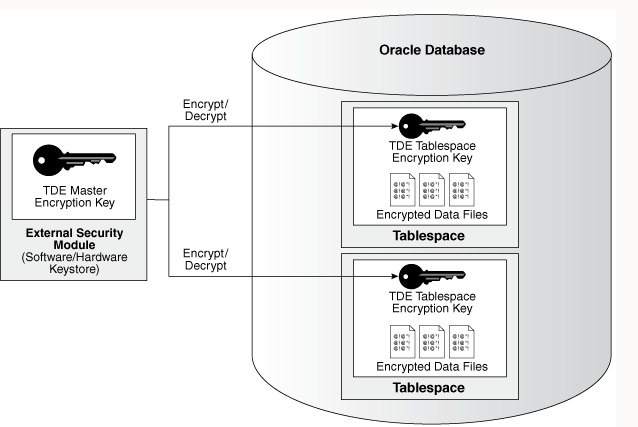 Oracle Database
Encrypt/
Decrypt
TDE Tablespace
Encryption Key
@!@*!
@!@*!
@!@*!
Encrypted Data Files
Tablespace
TDE Master
Encryption Key
External Security
Module
(Software/Hardware
Keystore)
Encrypt/
Decrypt
TDE Tablespace
Encryption Key
Encrypted Data Files
Tablespace